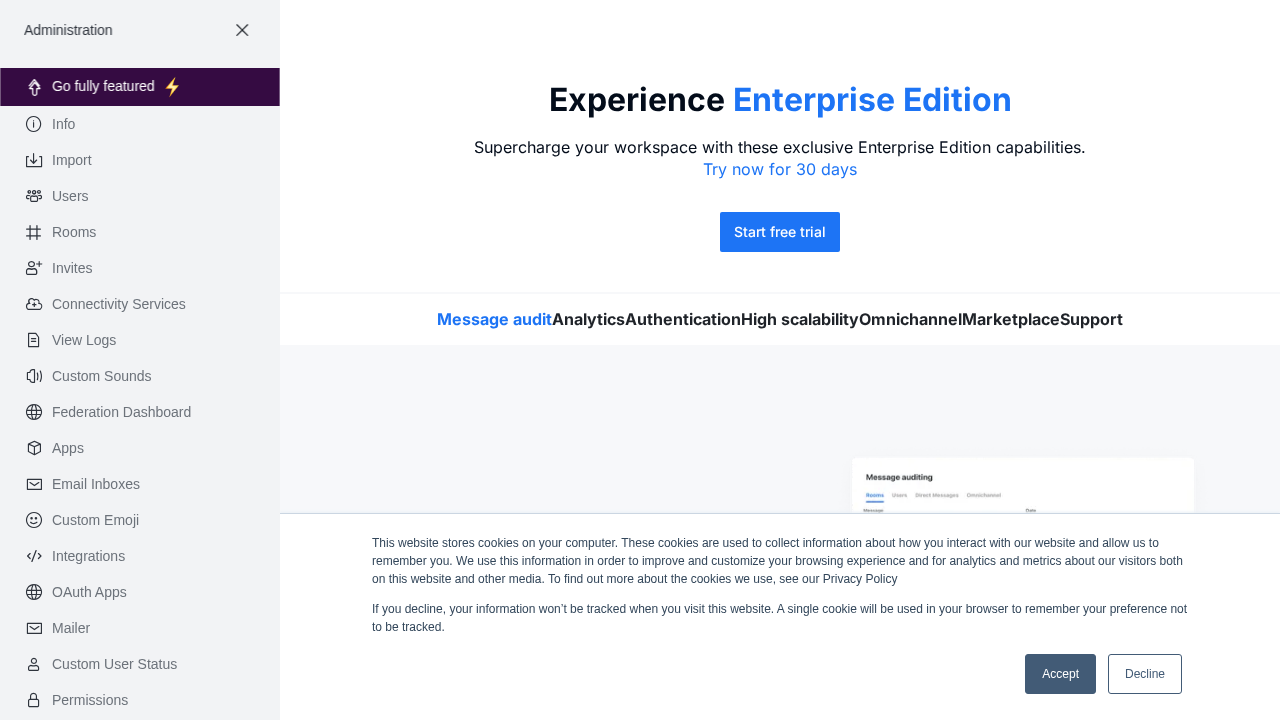 Administration
Go fully featured ⚡
Info
Import
Users
Rooms
Invites
Connectivity Services
View Logs
Custom Sounds
Federation Dashboard
Apps
Email Inboxes
Custom Emoji
Integrations
OAuth Apps
Mailer
Custom User Status
Permissions
Experience Enterprise Edition
Supercharge your workspace with these exclusive Enterprise Edition capabilities.
Try now for 30 days
Start free trial
Message audit Analytics Authentication High scalability Omnichannel Marketplace Support
Message auditing
Rooms Users Direct Messages Omnichannel
Message Date
This website stores cookies on your computer. These cookies are used to collect information about how you interact with our website and allow us to
remember you. We use this information in order to improve and customize your browsing experience and for analytics and metrics about our visitors both
on this website and other media. To find out more about the cookies we use, see our Privacy Policy
If you decline, your information won’t be tracked when you visit this website. A single cookie will be used in your browser to remember your preference not
to be tracked.
Accept Decline